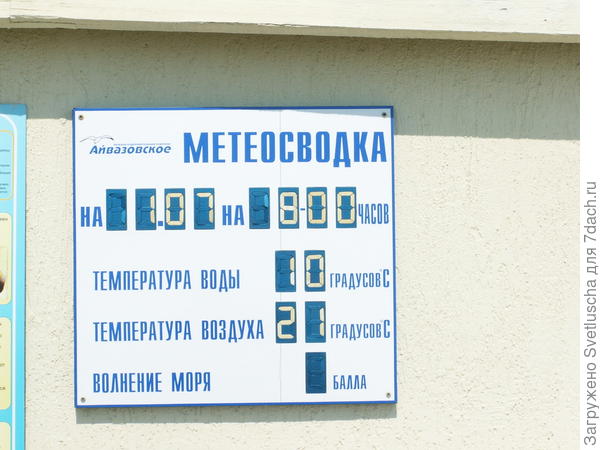 Айвазовское
МЕТЕОСВОДКА
НА 1.07 НА 8-00 ЧАСОВ
ТЕМПЕРАТУРА ВОДЫ 10 ГРАДУСОВ°С
ТЕМПЕРАТУРА ВОЗДУХА 21 ГРАДУСОВ°С
ВОЛНЕНИЕ МОРЯ БАЛЛА
Загружено Svetluscha для 7dach.ru